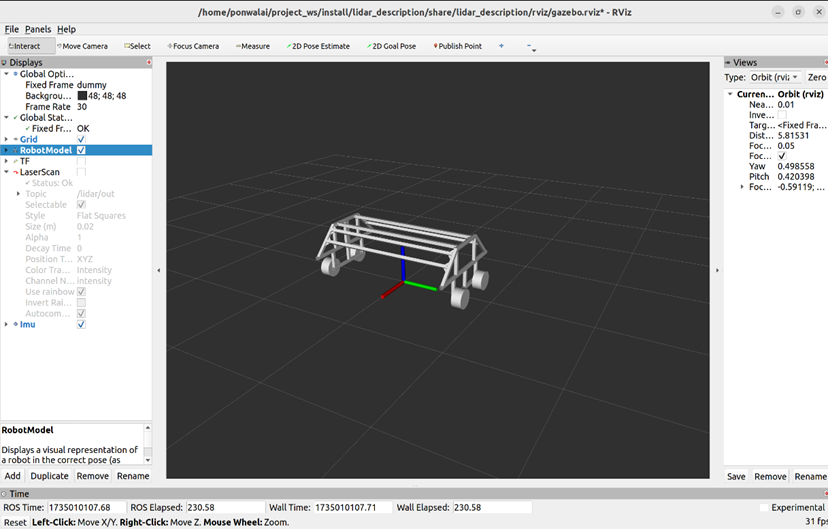 /home/ponwalai/project_ws/install/lidar_description/share/lidar_description/rviz/gazebo.rviz* - RViz
File Panels Help
Interact Move Camera Select Focus Camera Measure 2D Pose Estimate 2D Goal Pose Publish Point
Displays
Global Opti...
Fixed Frame dummy
Backgrou... 48; 48; 48
Frame Rate 30
Global Stat...
Fixed Fr... OK
Grid
RobotModel
TF
LaserScan
Status: Ok
Topic /lidar/out
Selectable
Style Flat Squares
Size (m) 0.02
Alpha 1
Decay Time 0
Position T... XYZ
Color Tra... Intensity
Channel N... Intensity
Use rainbow
Invert Rai...
Autocom...
Imu
RobotModel
Displays a visual representation of
a robot in the correct pose (as
Add Duplicate Remove Rename
Views
Type: Orbit (rviz Zero
Curren... Orbit (rviz)
Nea... 0.01
Inve...
Targ... <Fixed Fra...
Dist... 5.81531
Foc... 0.05
Foc...
Yaw 0.498558
Pitch 0.420398
Foc... -0.59119; ...
Save Remove Rename
Time
ROS Time: 1735010107.68 ROS Elapsed: 230.58 Wall Time: 1735010107.71 Wall Elapsed: 230.58 Experimental
Reset Left-Click: Move X/Y. Right-Click: Move Z. Mouse Wheel: Zoom. 31 fps